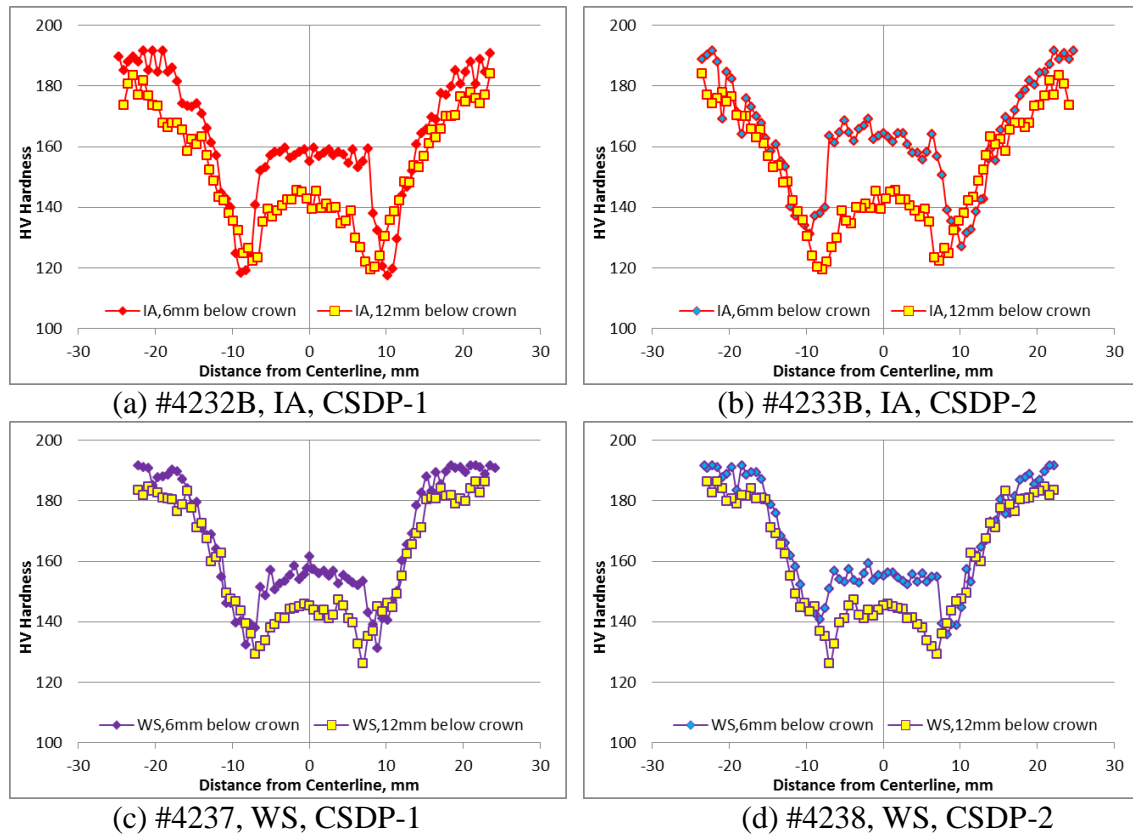 200
180
160
140
120
100
HV Hardness
IA,6mm below crown
IA,12mm below crown
-30 -20 -10 0 10 20 30
Distance from Centerline, mm
(a) #4232B, IA, CSDP-1
200
180
160
140
120
100
HV Hardness
IA,6mm below crown
IA,12mm below crown
-30 -20 -10 0 10 20 30
Distance from Centerline, mm
(b) #4233B, IA, CSDP-2
200
180
160
140
120
100
HV Hardness
WS,6mm below crown
WS,12mm below crown
-30 -20 -10 0 10 20 30
Distance from Centerline, mm
(c) #4237, WS, CSDP-1
200
180
160
140
120
100
HV Hardness
WS,6mm below crown
WS,12mm below crown
-30 -20 -10 0 10 20 30
Distance from Centerline, mm
(d) #4238, WS, CSDP-2